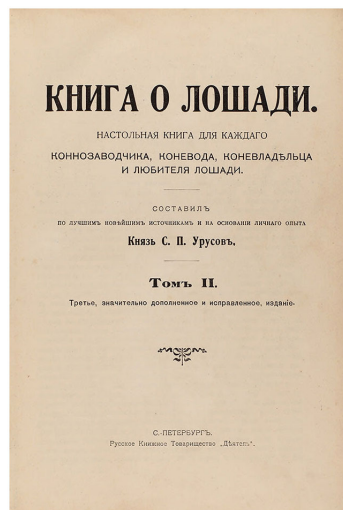 КНИГА О ЛОШАДИ.
НАСТОЛЬНАЯ КНИГА ДЛЯ КАЖДАГО
КОННОЗАВОДЧИКА, КОНЕВОДА, КОНЕВЛАДѢЛЬЦА
И ЛЮБИТЕЛЯ ЛОШАДИ.
СОСТАВИЛЪ
ПО ЛУЧШИМЪ НОВѢЙШИМЪ ИСТОЧНИКАМЪ И НА ОСНОВАНІИ ЛИЧНАГО ОПЫТА
Князь С. П. Урусовъ.
Томъ II.
Третье, значительно дополненное и исправленное, изданіе.
С.-ПЕТЕРБУРГЪ.
Русское Книжное Товарищество „Дѣятель“.